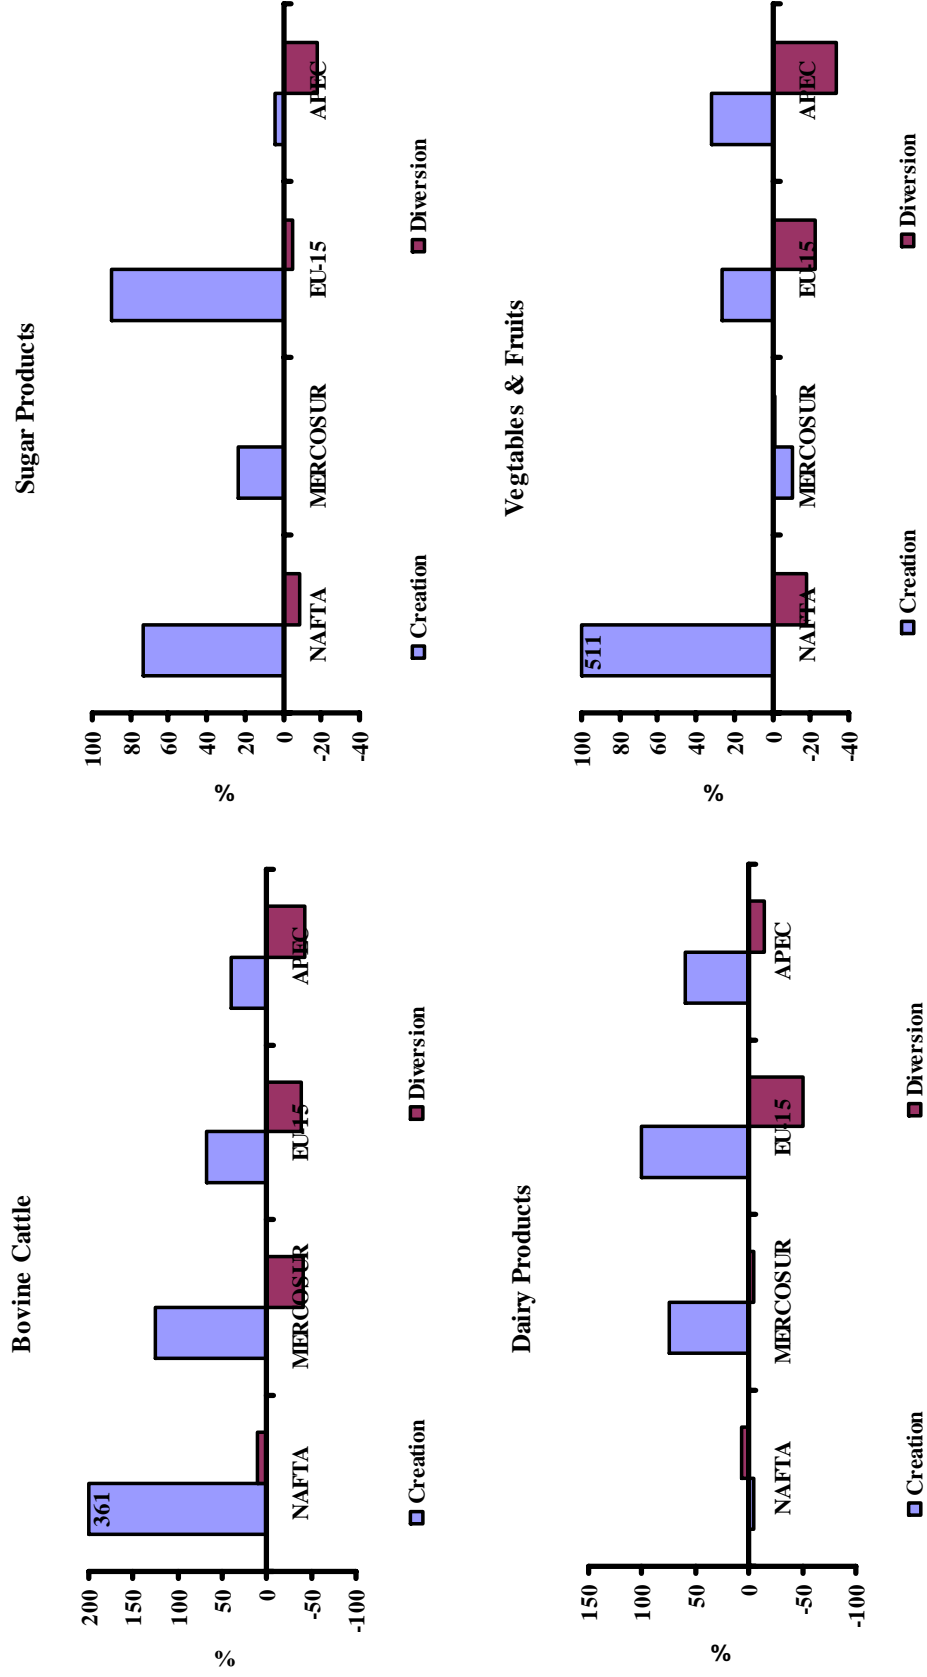 Bovine Cattle
200
150
100
50
0
-50
-100
%
361
NAFTA
MERCOSUR
EU-15
APEC
Creation
Diversion
Sugar Products
100
80
60
40
20
0
-20
-40
%
NAFTA
MERCOSUR
EU-15
APEC
Creation
Diversion
Dairy Products
150
100
50
0
-50
-100
%
NAFTA
MERCOSUR
EU-15
APEC
Creation
Diversion
Vegtables & Fruits
100
80
60
40
20
0
-20
-40
%
511
NAFTA
MERCOSUR
EU-15
APEC
Creation
Diversion